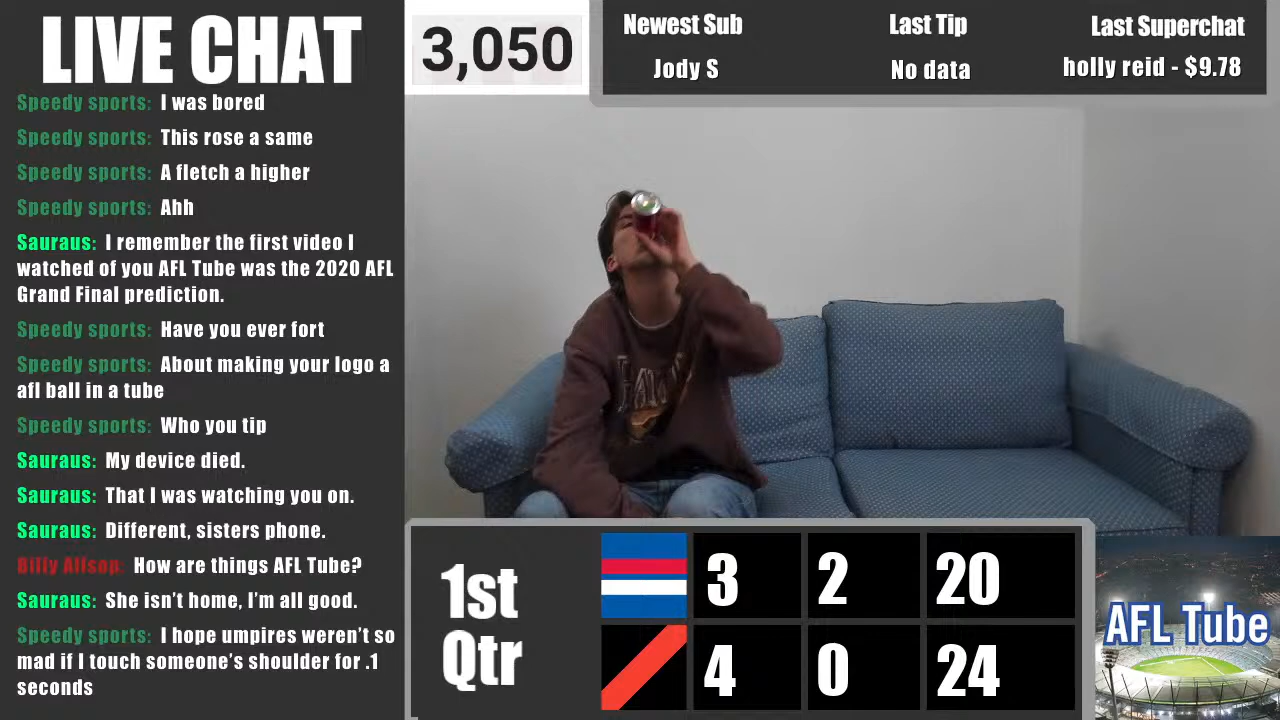 LIVE CHAT
Speedy sports: I was bored
Speedy sports: This rose a same
Speedy sports: A fletch a higher
Speedy sports: Ahh
Sauraus: I remember the first video I
watched of you AFL Tube was the 2020 AFL
Grand Final prediction.
Speedy sports: Have you ever fort
Speedy sports: About making your logo a
afl ball in a tube
Speedy sports: Who you tip
Sauraus: My device died.
Sauraus: That I was watching you on.
Sauraus: Different, sisters phone.
Billy Allsop: How are things AFL Tube?
Sauraus: She isn't home, I'm all good.
Speedy sports: I hope umpires weren't so
mad if I touch someone's shoulder for .1
seconds
3,050
Newest Sub
Jody S
Last Tip
No data
Last Superchat
holly reid - $9.78
1st
Qtr
3 2 20
4 0 24
AFL Tube